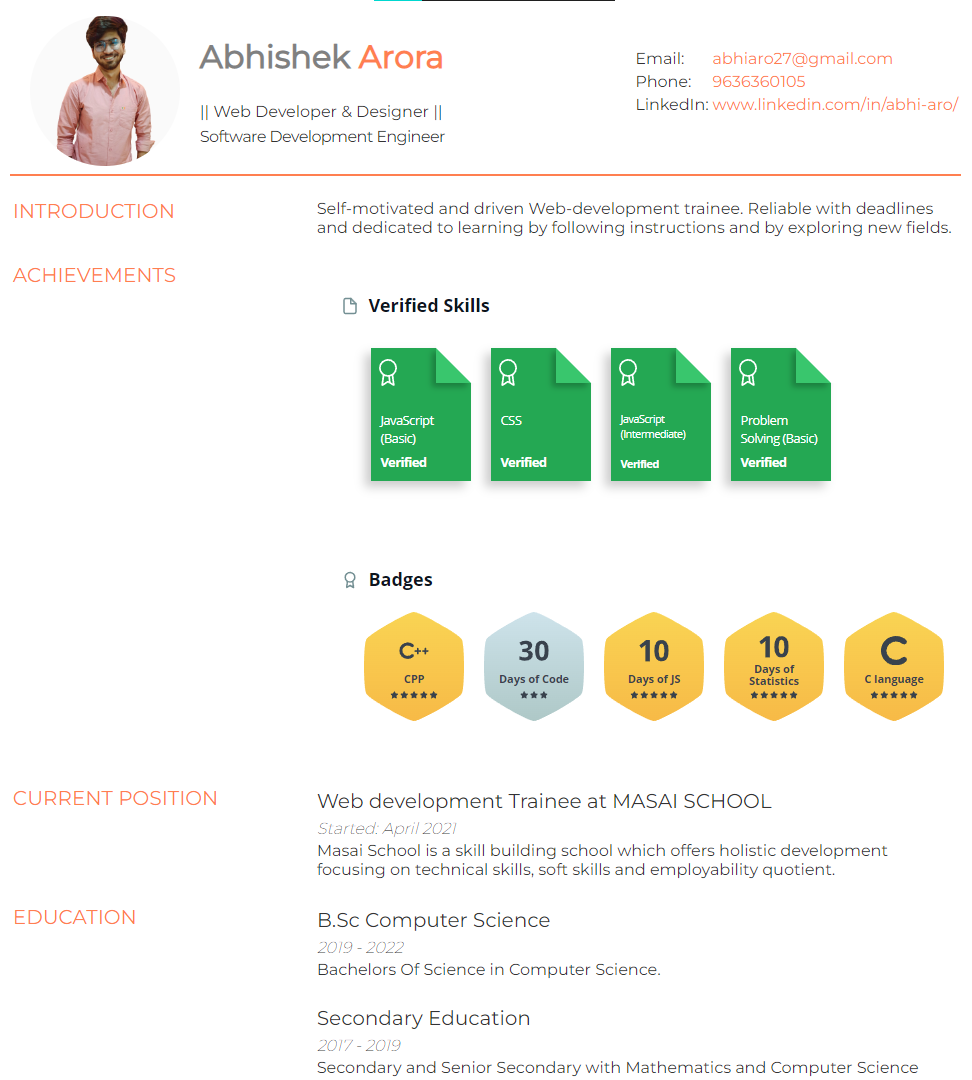 Abhishek Arora
|| Web Developer & Designer ||
Software Development Engineer
Email: abhiaro27@gmail.com
Phone: 9636360105
LinkedIn: www.linkedin.com/in/abhi-aro/
INTRODUCTION
Self-motivated and driven Web-development trainee. Reliable with deadlines
and dedicated to learning by following instructions and by exploring new fields.
ACHIEVEMENTS
Verified Skills
JavaScript
(Basic)
Verified
CSS
Verified
JavaScript
(Intermediate)
Verified
Problem
Solving (Basic)
Verified
Badges
C++
CPP
30
Days of Code
10
Days of JS
10
Days of
Statistics
C
C language
CURRENT POSITION
Web development Trainee at MASAI SCHOOL
Started: April 2021
Masai School is a skill building school which offers holistic development
focusing on technical skills, soft skills and employability quotient.
EDUCATION
B.Sc Computer Science
2019 - 2022
Bachelors Of Science in Computer Science.
Secondary Education
2017 - 2019
Secondary and Senior Secondary with Mathematics and Computer Science